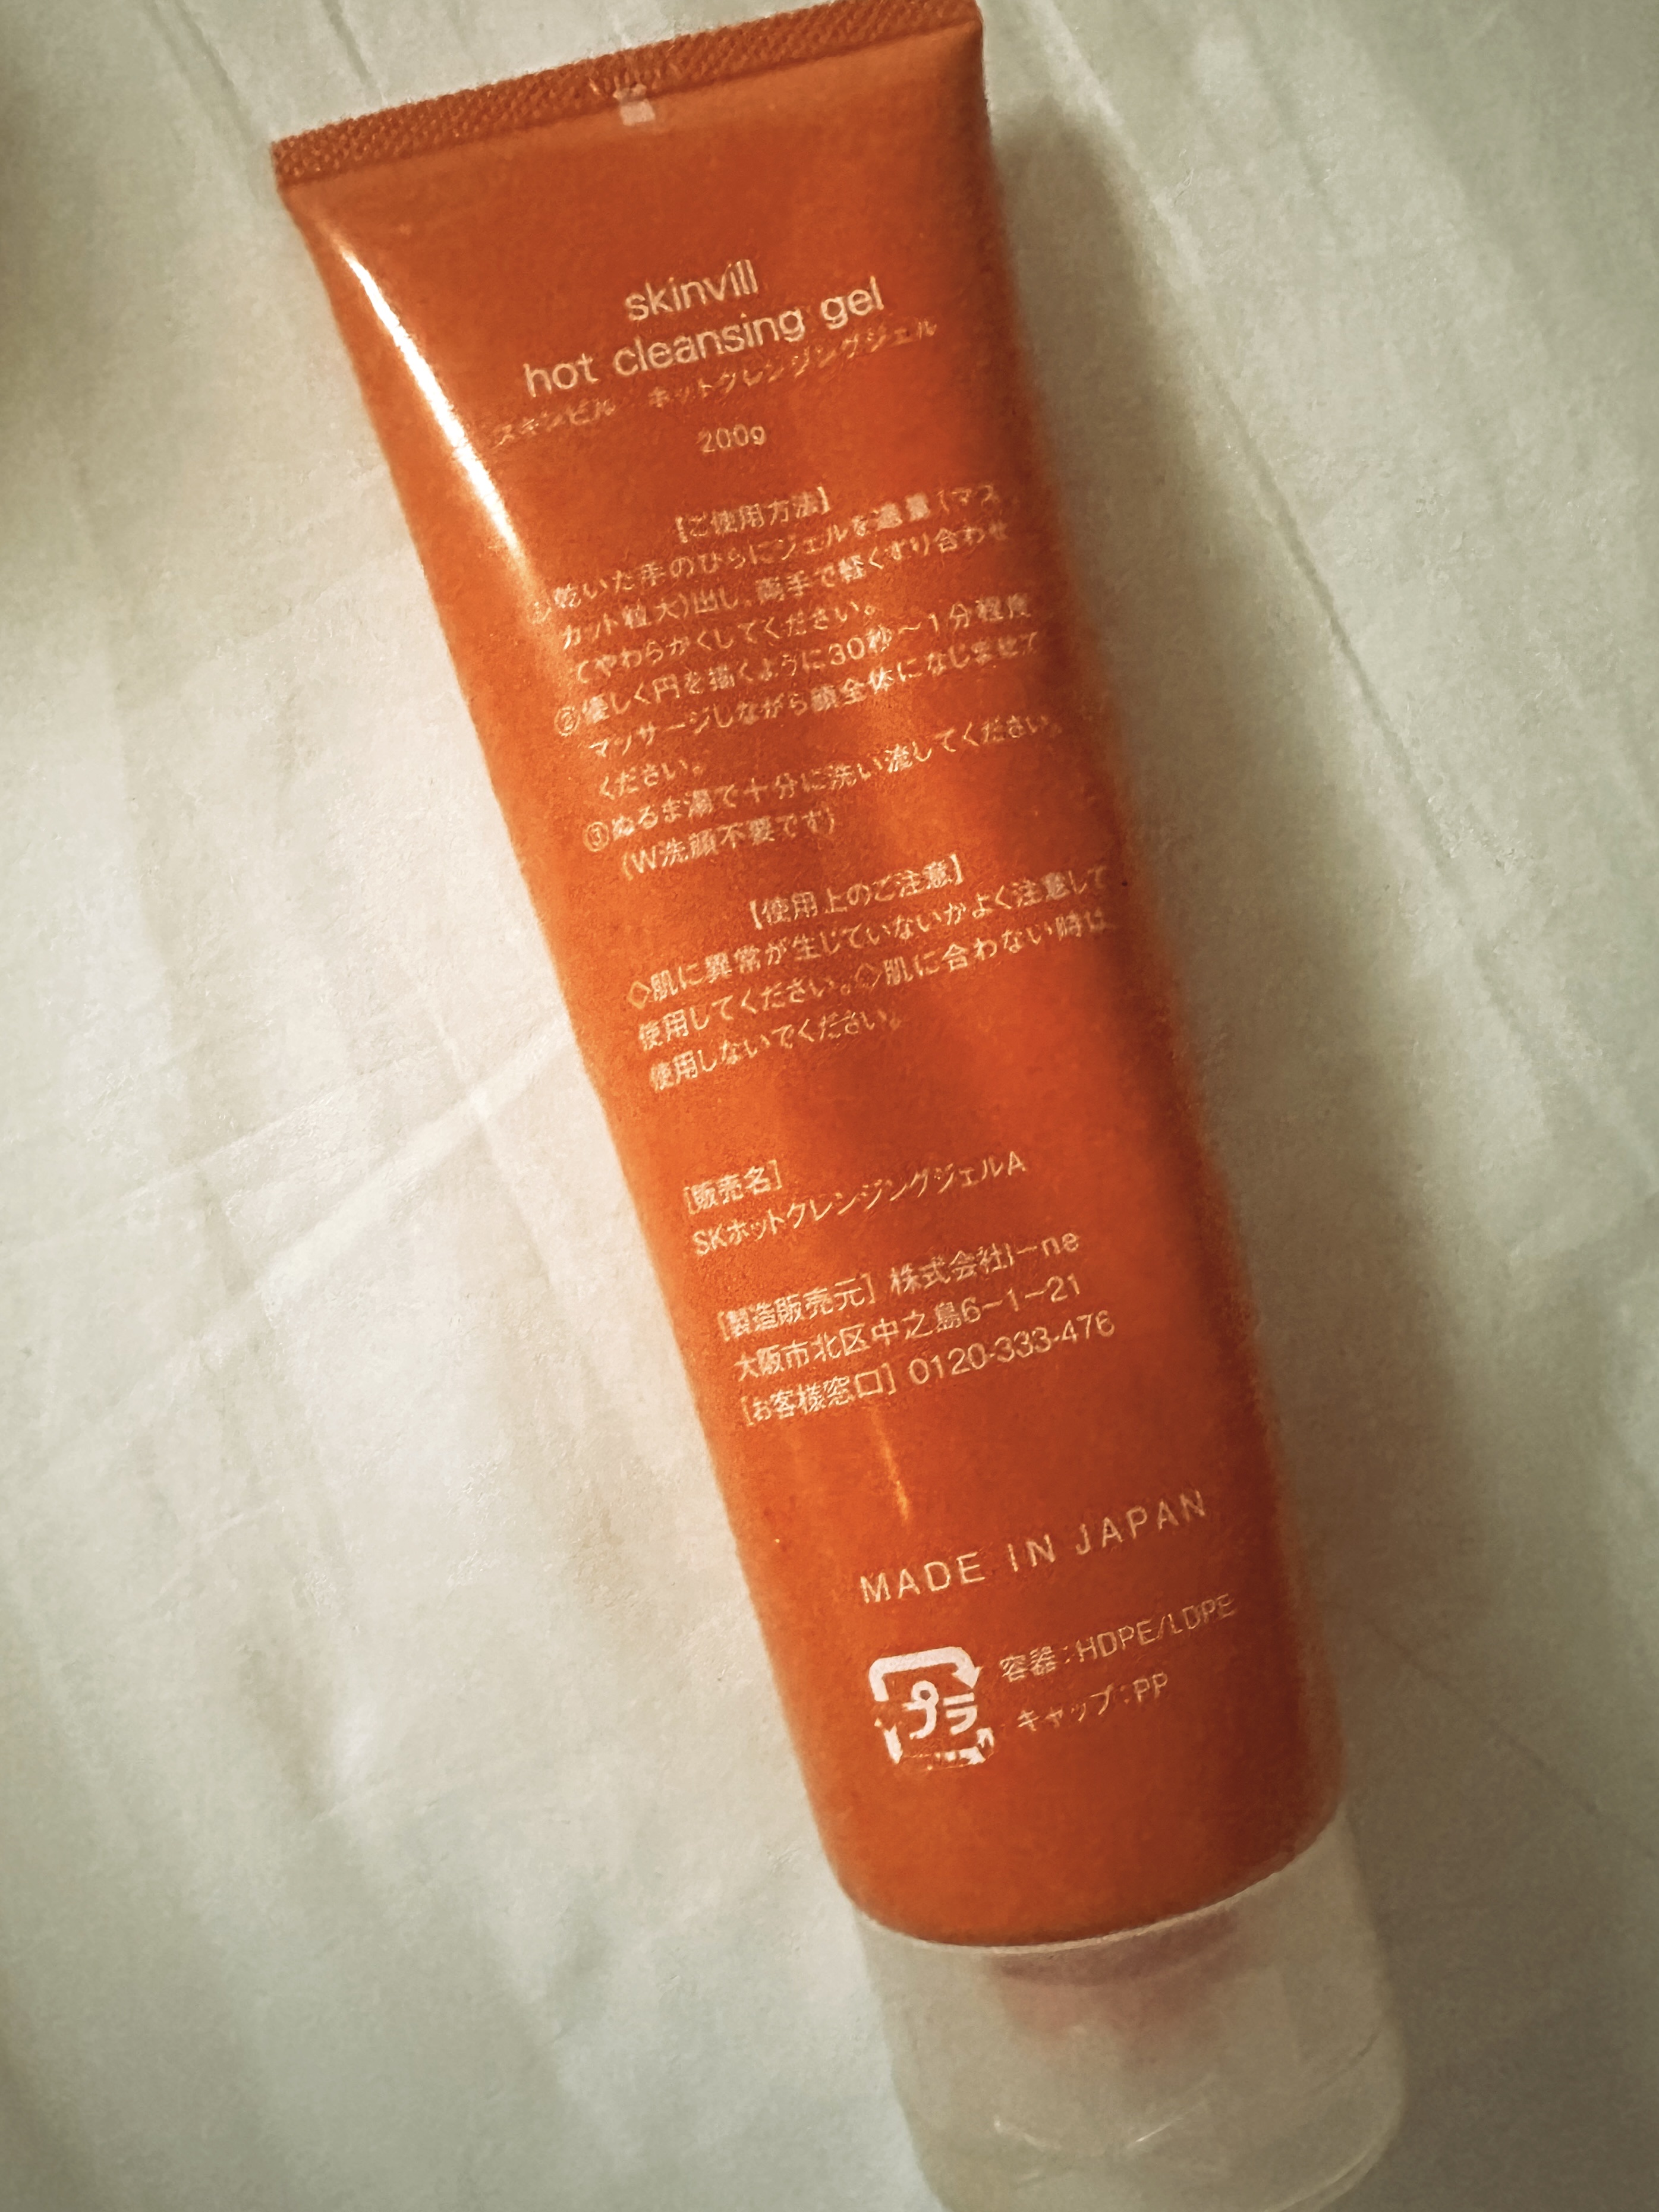 skinvill
hot cleansing gel
スキンビル ホットクレンジングジェル
200g
【ご使用方法】
①乾いた手のひらにジェルを適量(マス
カット粒大)出し、両手で軽くすり合わせ
てやわらかくしてください。
②優しく円を描くように30秒〜1分程度
マッサージしながら顔全体になじませて
ください。
③ぬるま湯で十分に洗い流してください。
(W洗顔不要です)
【使用上のご注意】
◇肌に異常が生じていないかよく注意して
使用してください。◇肌に合わない時は
使用しないでください。
[販売名]
SKホットクレンジングジェルA
[製造販売元] 株式会社I−ne
大阪市北区中之島6−1−21
[お客様窓口] 0120-333-476
MADE IN JAPAN
プラ
容器：HDPE/LDPE
キャップ：PP